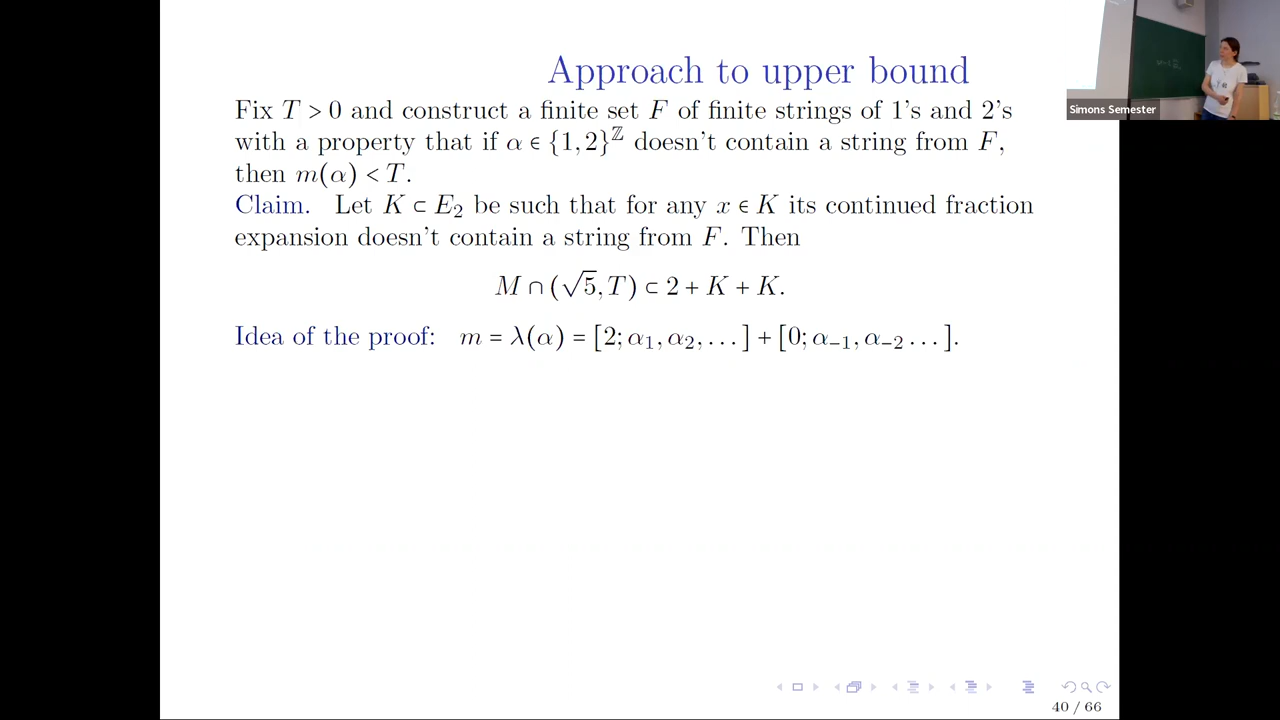 Approach to upper bound
Fix T > 0 and construct a finite set F of finite strings of 1's and 2's
with a property that if α ∈ {1, 2}^ℤ doesn't contain a string from F,
then m(α) < T.
Claim. Let K ⊂ E₂ be such that for any x ∈ K its continued fraction
expansion doesn't contain a string from F. Then
M ∩ (√5, T) ⊂ 2 + K + K.
Idea of the proof: m = λ(α) = [2; α₁, α₂, . . . ] + [0; α₋₁, α₋₂ . . . ].
Simons Semester
40 / 66